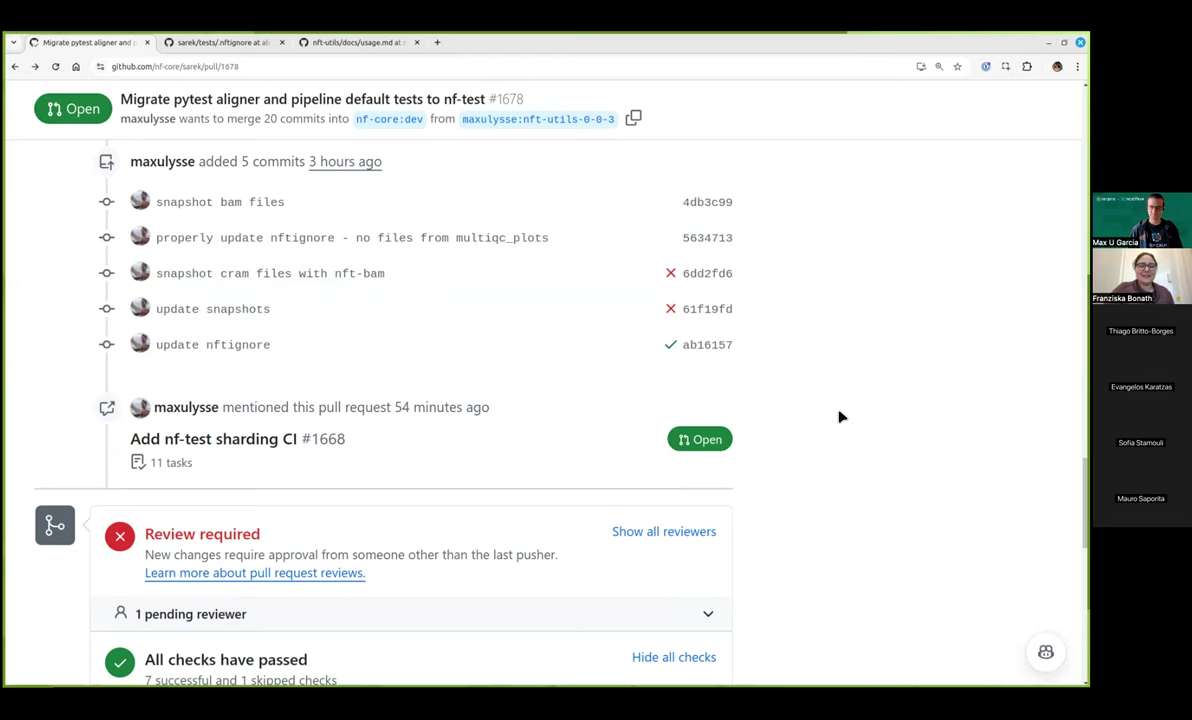 Migrate pytest aligner and p
sarek/tests/.nftignore at ab
nft-utils/docs/usage.md at
github.com/nf-core/sarek/pull/1678
Open
Migrate pytest aligner and pipeline default tests to nf-test #1678
maxulysse wants to merge 20 commits into nf-core:dev from maxulysse:nft-utils-0-0-3
maxulysse added 5 commits 3 hours ago
snapshot bam files 4db3c99
properly update nftignore - no files from multiqc_plots 5634713
snapshot cram files with nft-bam 6dd2fd6
update snapshots 61f19fd
update nftignore ab16157
maxulysse mentioned this pull request 54 minutes ago
Add nf-test sharding CI #1668 Open
11 tasks
Review required Show all reviewers
New changes require approval from someone other than the last pusher.
Learn more about pull request reviews.
1 pending reviewer
All checks have passed Hide all checks
7 successful and 1 skipped checks
Max U Garcia
Franziska Bonath
Thiago Britto-Borges
Evangelos Karatzas
Sofia Stamouli
Mauro Saporita